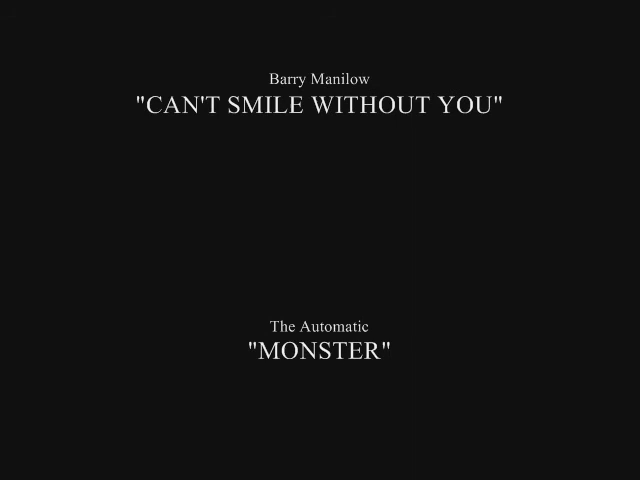 Barry Manilow
"CAN'T SMILE WITHOUT YOU"
The Automatic
"MONSTER"